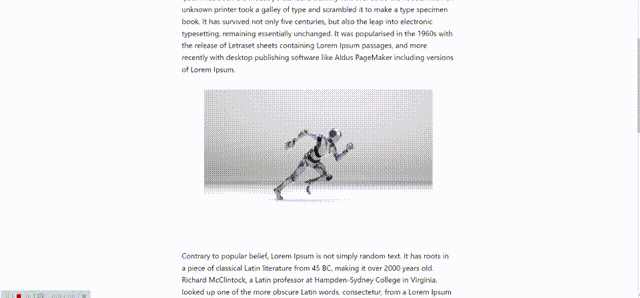 unknown printer took a galley of type and scrambled it to make a type specimen
book. It has survived not only five centuries, but also the leap into electronic
typesetting, remaining essentially unchanged. It was popularised in the 1960s with
the release of Letraset sheets containing Lorem Ipsum passages, and more
recently with desktop publishing software like Aldus PageMaker including versions
of Lorem Ipsum.
Contrary to popular belief, Lorem Ipsum is not simply random text. It has roots in
a piece of classical Latin literature from 45 BC, making it over 2000 years old.
Richard McClintock, a Latin professor at Hampden-Sydney College in Virginia,
looked up one of the more obscure Latin words, consectetur, from a Lorem Ipsum